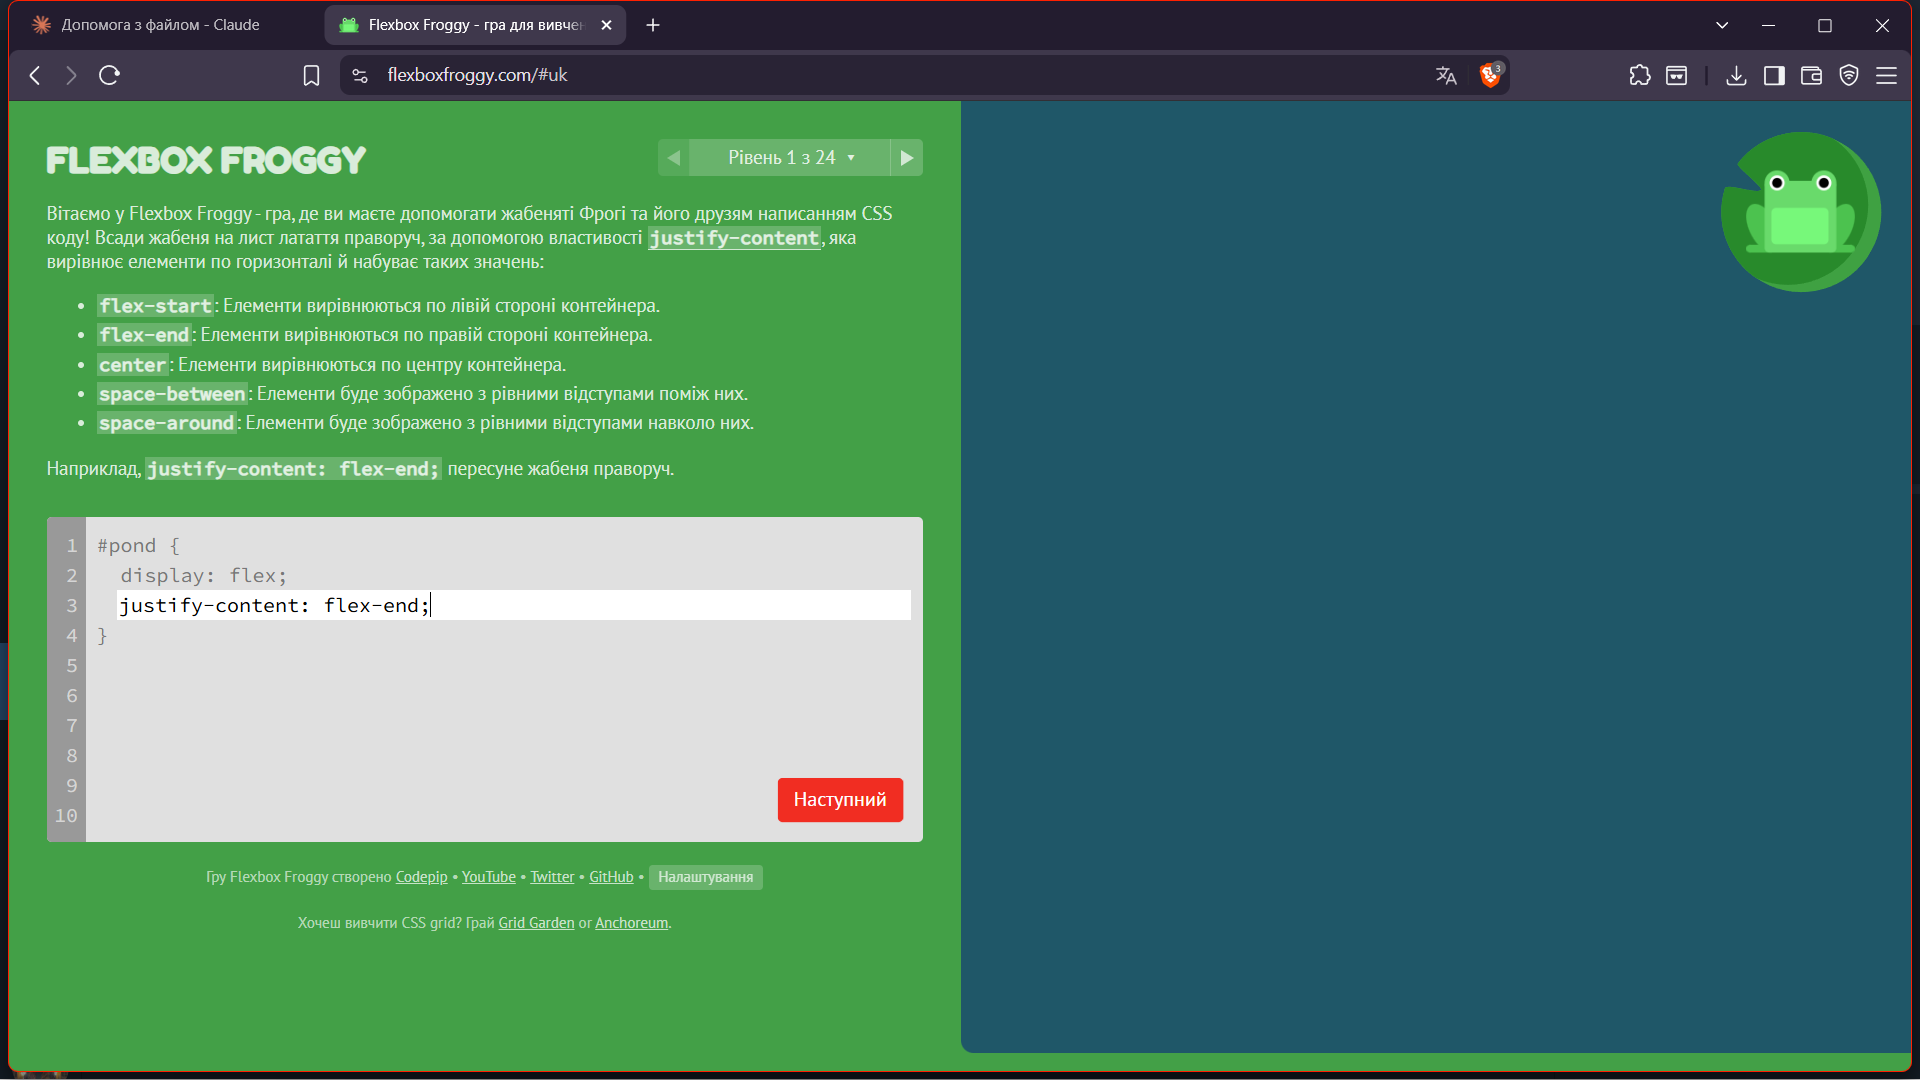 Допомога з файлом - Claude
Flexbox Froggy - гра для вивчен
flexboxfroggy.com/#uk
3
FLEXBOX FROGGY
Рівень 1 з 24
Вітаємо у Flexbox Froggy - гра, де ви маєте допомогати жабеняті Фрогі та його друзям написанням CSS
коду! Всади жабеня на лист латаття праворуч, за допомогою властивості justify-content, яка
вирівнює елементи по горизонталі й набуває таких значень:
• flex-start: Елементи вирівнюються по лівій стороні контейнера.
• flex-end: Елементи вирівнюються по правій стороні контейнера.
• center: Елементи вирівнюються по центру контейнера.
• space-between: Елементи буде зображено з рівними відступами поміж них.
• space-around: Елементи буде зображено з рівними відступами навколо них.
Наприклад, justify-content: flex-end; пересуне жабеня праворуч.
1 #pond {
2 display: flex;
3 justify-content: flex-end;
4 }
5
6
7
8
9
10
Наступний
Гру Flexbox Froggy створено Codepip • YouTube • Twitter • GitHub • Налаштування
Хочеш вивчити CSS grid? Грай Grid Garden or Anchoreum.